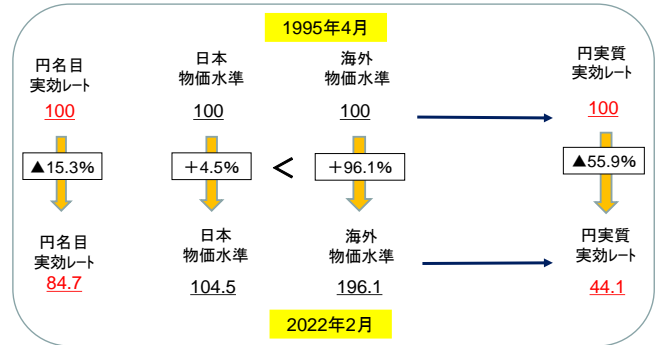 1995年4月
円名目
実効レート
100
日本
物価水準
100
海外
物価水準
100
円実質
実効レート
100
▲15.3%
+4.5%
<
+96.1%
▲55.9%
円名目
実効レート
84.7
日本
物価水準
104.5
海外
物価水準
196.1
円実質
実効レート
44.1
2022年2月